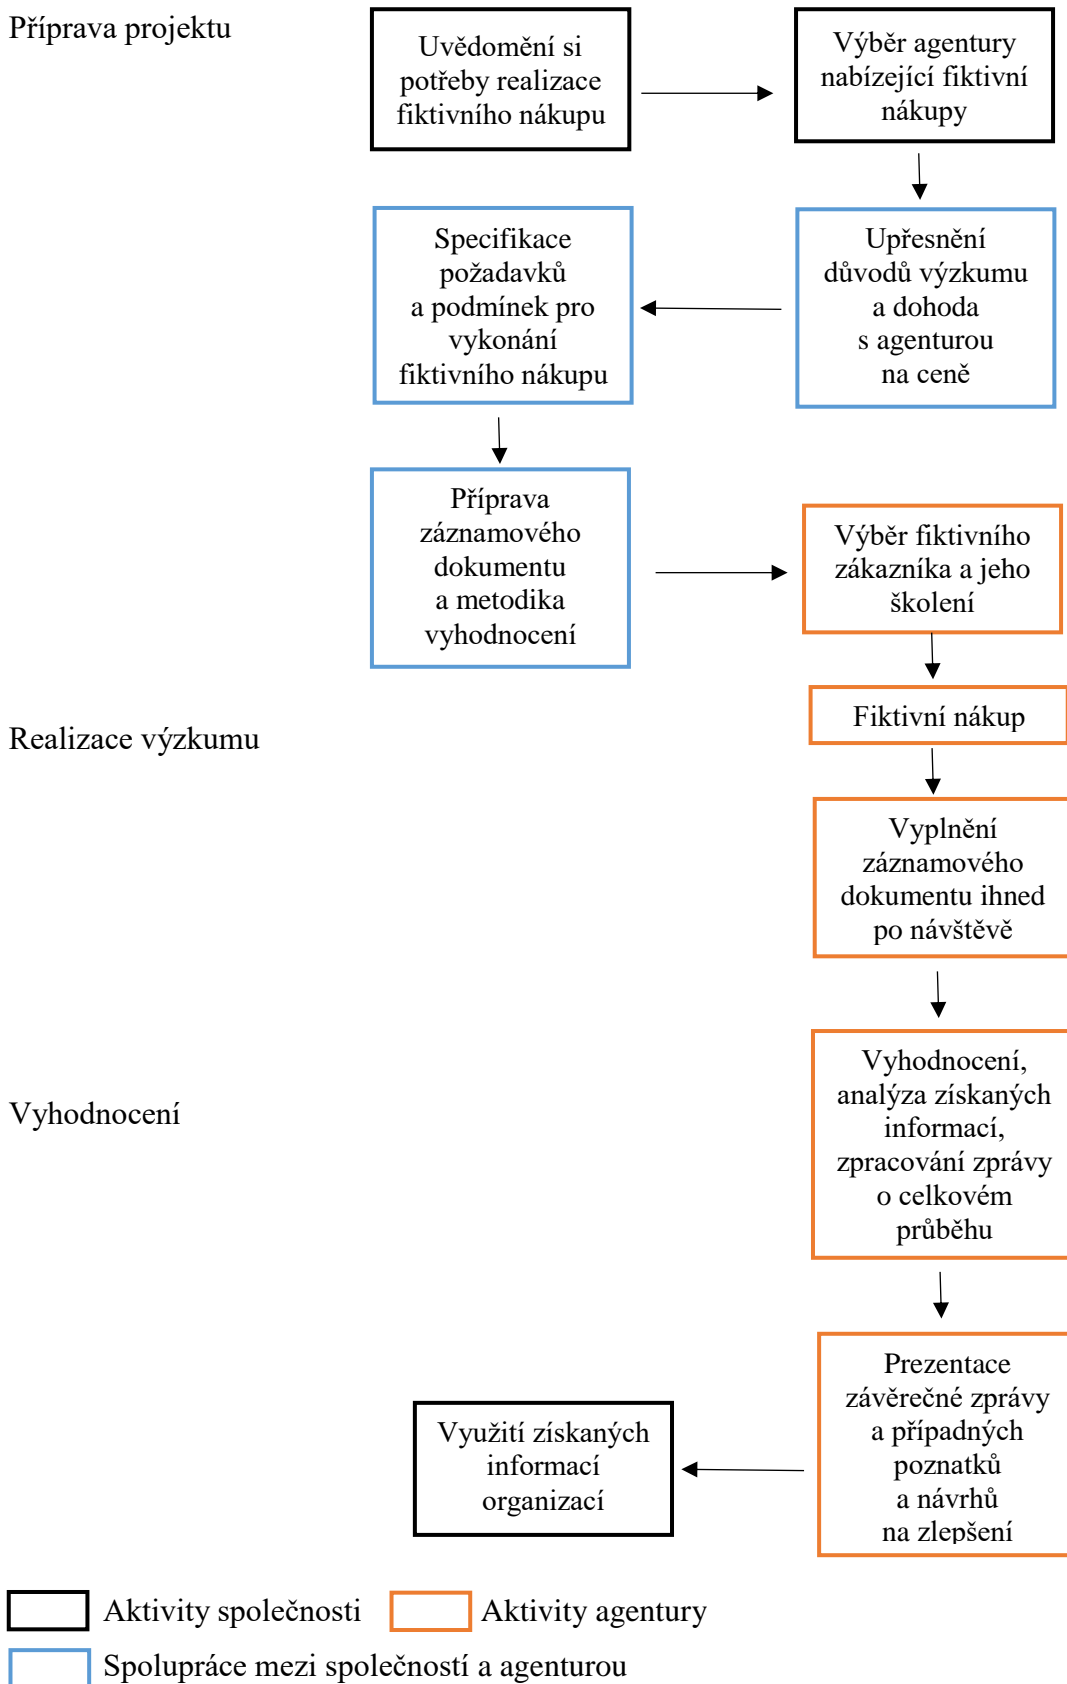 Příprava projektu
Uvědomění si
potřeby realizace
fiktivního nákupu
Výběr agentury
nabízející fiktivní
nákupy
Upřesnění
důvodů výzkumu
a dohoda
s agenturou
na ceně
Specifikace
požadavků
a podmínek pro
vykonání
fiktivního nákupu
Příprava
záznamového
dokumentu
a metodika
vyhodnocení
Výběr fiktivního
zákazníka a jeho
školení
Realizace výzkumu
Fiktivní nákup
Vyplnění
záznamového
dokumentu ihned
po návštěvě
Vyhodnocení
Vyhodnocení,
analýza získaných
informací,
zpracování zprávy
o celkovém
průběhu
Prezentace
závěrečné zprávy
a případných
poznatků
a návrhů
na zlepšení
Využití získaných
informací
organizací
Aktivity společnosti
Aktivity agentury
Spolupráce mezi společností a agenturou